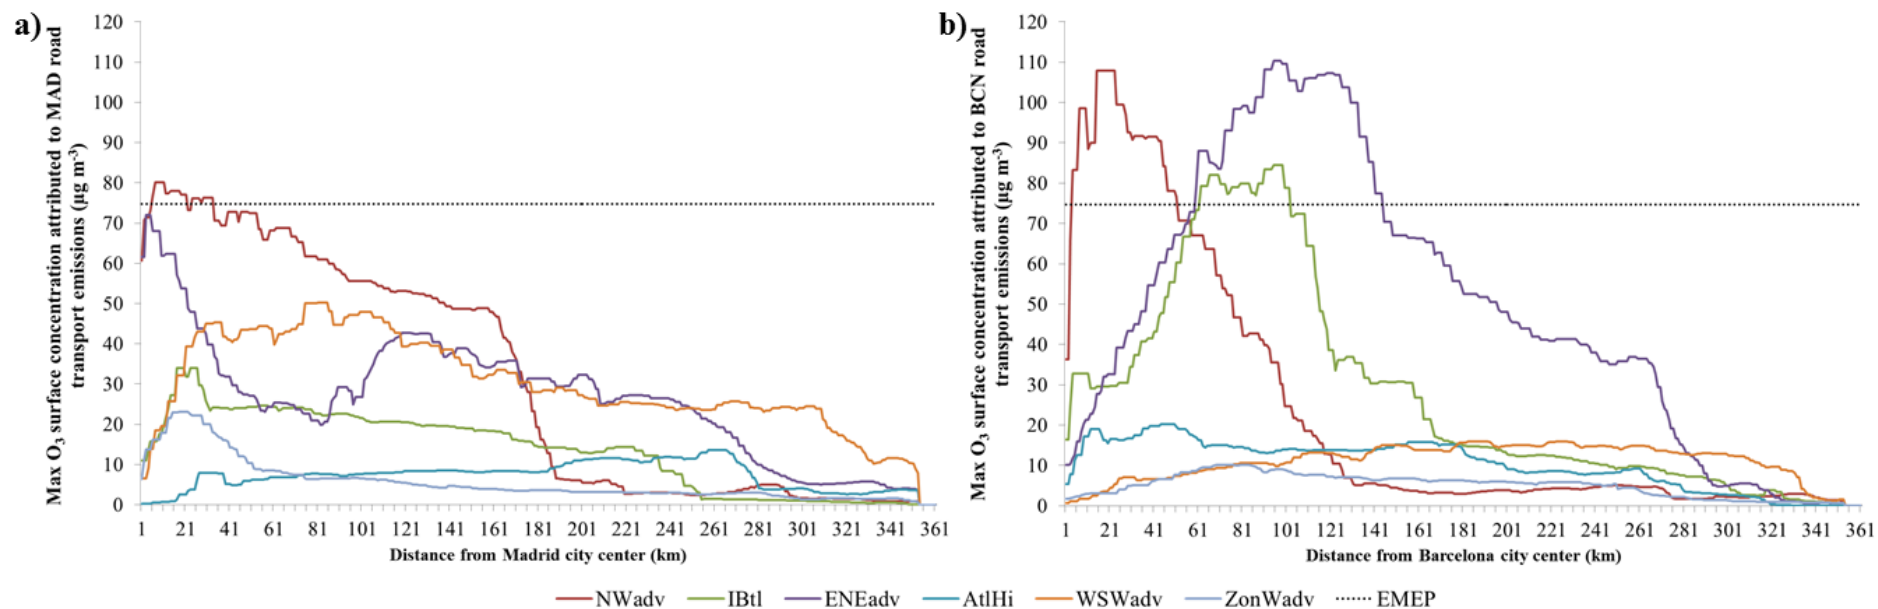 a)
Max O3 surface concentration attributed to MAD road
transport emissions (µg m-3)
120
110
100
90
80
70
60
50
40
30
20
10
0
1 21 41 61 81 101 121 141 161 181 201 221 241 261 281 301 321 341 361
Distance from Madrid city center (km)
b)
Max O3 surface concentration attributed to BCN road
transport emissions (µg m-3)
120
110
100
90
80
70
60
50
40
30
20
10
0
1 21 41 61 81 101 121 141 161 181 201 221 241 261 281 301 321 341 361
Distance from Barcelona city center (km)
NWadv IBtl ENEadv AtlHi WSWadv ZonWadv EMEP